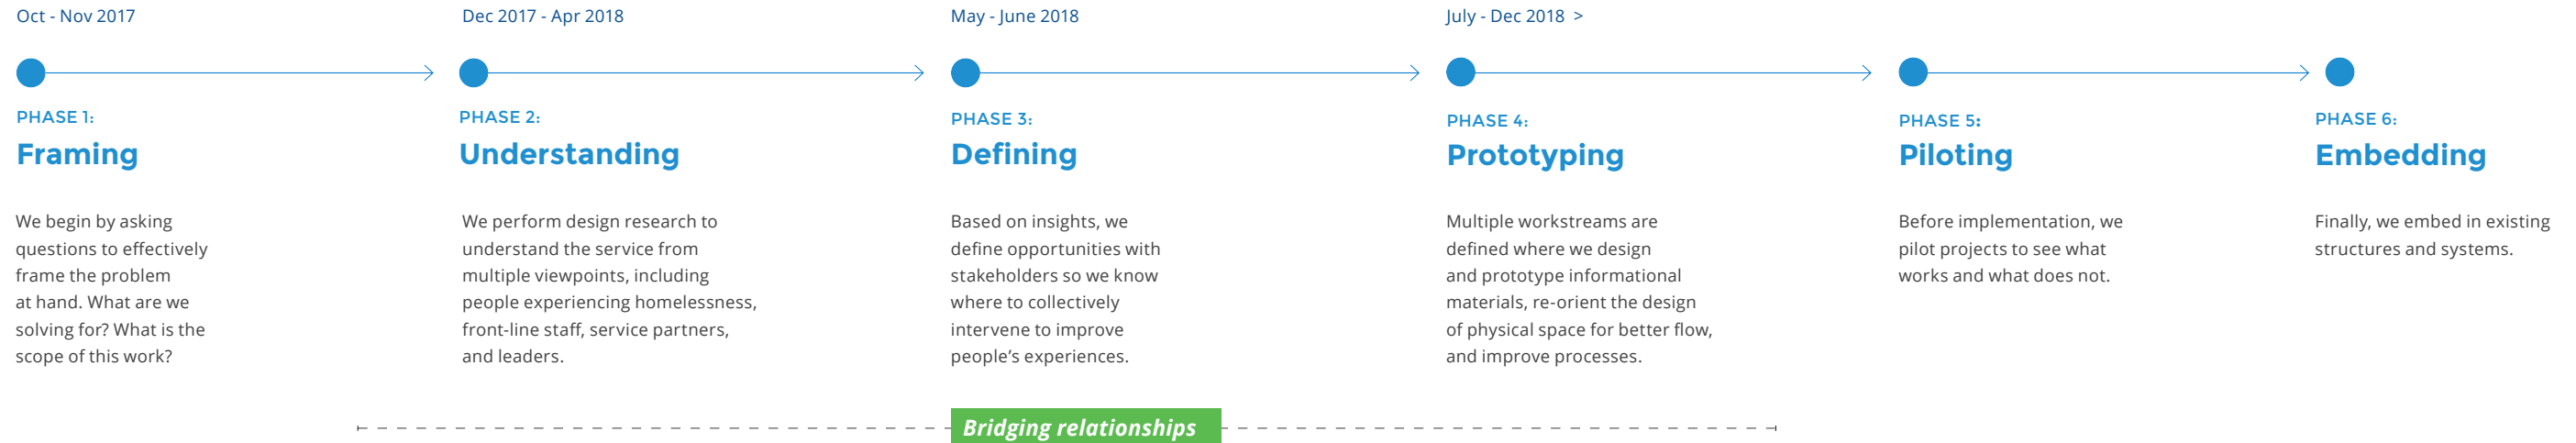 Oct - Nov 2017
PHASE 1:
Framing
We begin by asking
questions to effectively
frame the problem
at hand. What are we
solving for? What is the
scope of this work?
Dec 2017 - Apr 2018
PHASE 2:
Understanding
We perform design research to
understand the service from
multiple viewpoints, including
people experiencing homelessness,
front-line staff, service partners,
and leaders.
May - June 2018
PHASE 3:
Defining
Based on insights, we
define opportunities with
stakeholders so we know
where to collectively
intervene to improve
people’s experiences.
July - Dec 2018 >
PHASE 4:
Prototyping
Multiple workstreams are
defined where we design
and prototype informational
materials, re-orient the design
of physical space for better flow,
and improve processes.
PHASE 5:
Piloting
Before implementation, we
pilot projects to see what
works and what does not.
PHASE 6:
Embedding
Finally, we embed in existing
structures and systems.
Bridging relationships